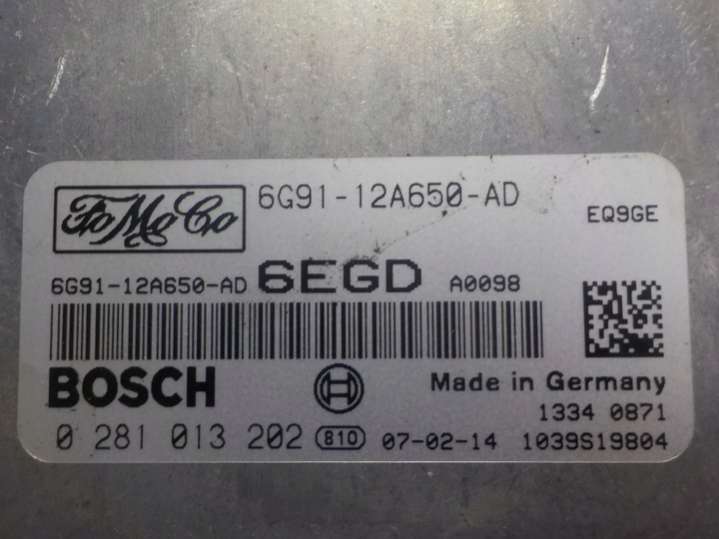 FoMoCo 6G91-12A650-AD
EQ9GE
6G91-12A650-AD 6EGD A0098
BOSCH Made in Germany
1334 0871
0 281 013 202 810 07-02-14 1039S19804